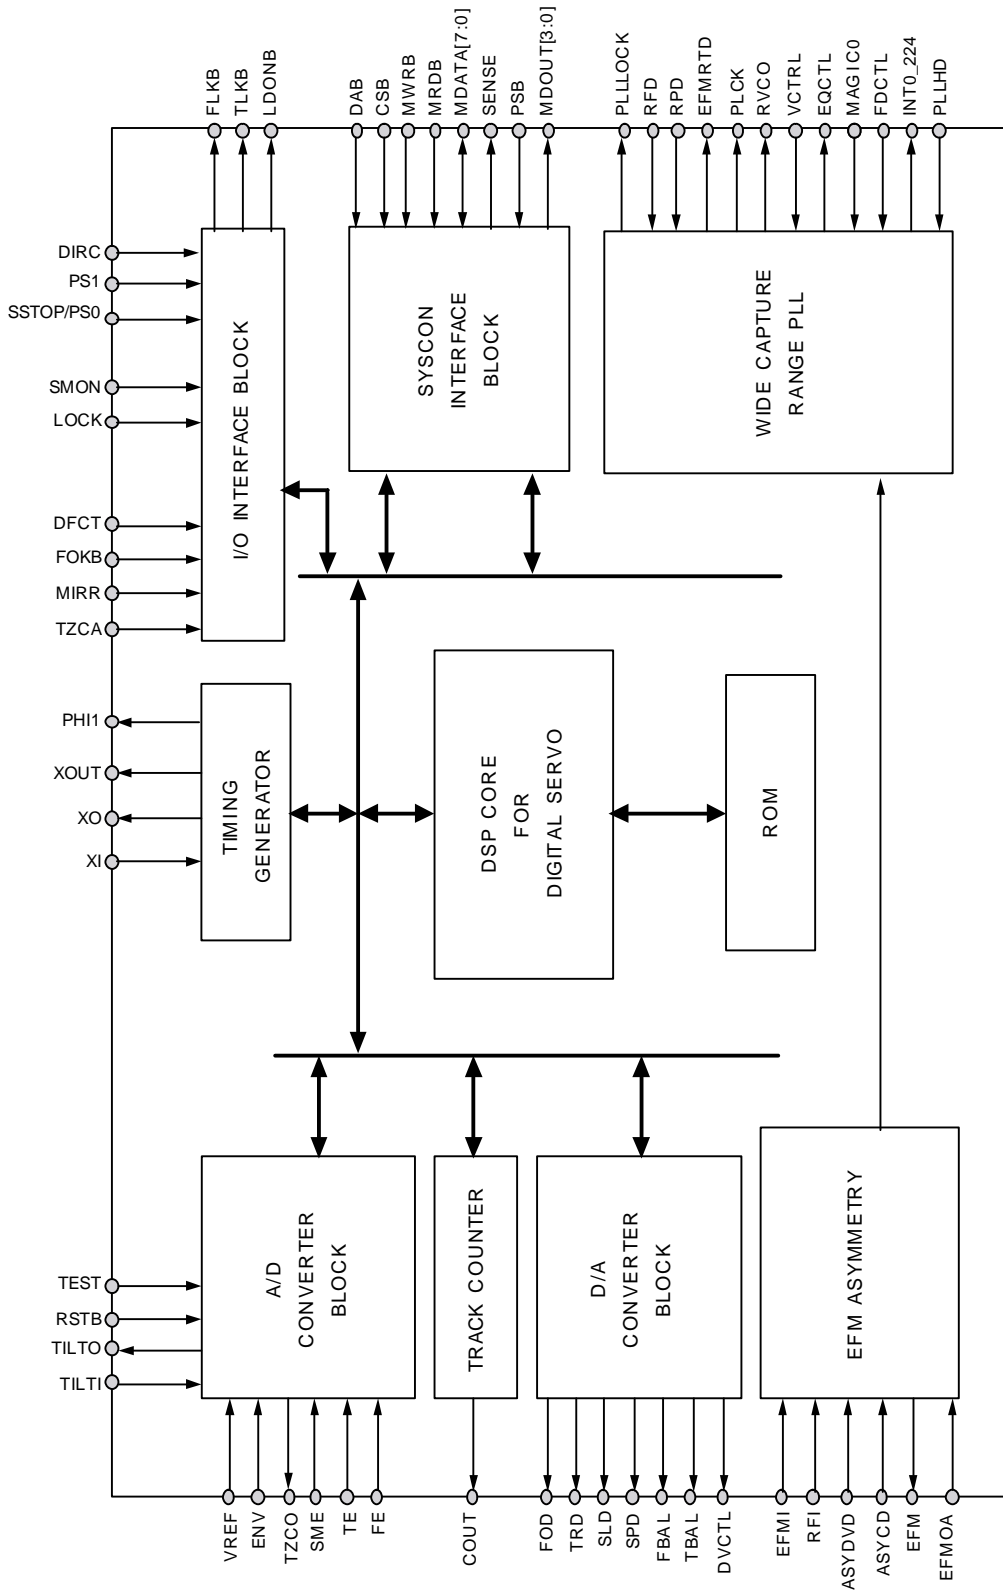 FLKB
TLKB
LDONB
DAB
CSB
MWRB
MRDB
MDATA[7:0]
SENSE
PSB
MDOUT[3:0]
PLLLOCK
RFD
RPD
EFMRTD
PLCK
RVCO
VCTRL
EQCTL
MAGIC0
FDCTL
INT0_224
PLLHD
DIRC
PS1
SSTOP/PS0
SMON
LOCK
DFCT
FOKB
MIRR
TZCA
PHI1
XOUT
XO
XI
TEST
RSTB
TILTO
TILTI
I/O INTERFACE BLOCK
SYSCON
INTERFACE
BLOCK
WIDE CAPTURE
RANGE PLL
TIMING
GENERATOR
DSP CORE
FOR
DIGITAL SERVO
ROM
A/D
CONVERTER
BLOCK
TRACK COUNTER
D/A
CONVERTER
BLOCK
EFM ASYMMETRY
VREF
ENV
TZCO
SME
TE
FE
COUT
FOD
TRD
SLD
SPD
FBAL
TBAL
DVCTL
EFMI
RFI
ASYDVD
ASYCD
EFM
EFMOA